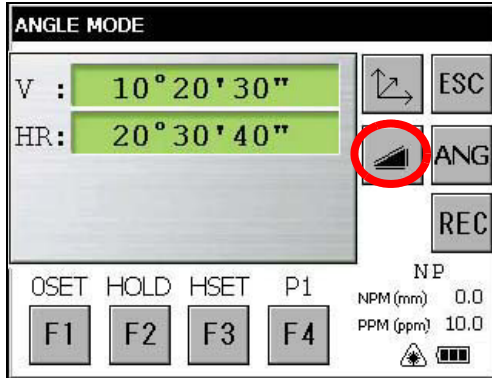 ANGLE MODE
V : 10°20'30" ESC
HR: 20°30'40" ANG
REC
0SET HOLD HSET P1
F1 F2 F3 F4
NP
NPM (mm) 0.0
PPM (ppm) 10.0